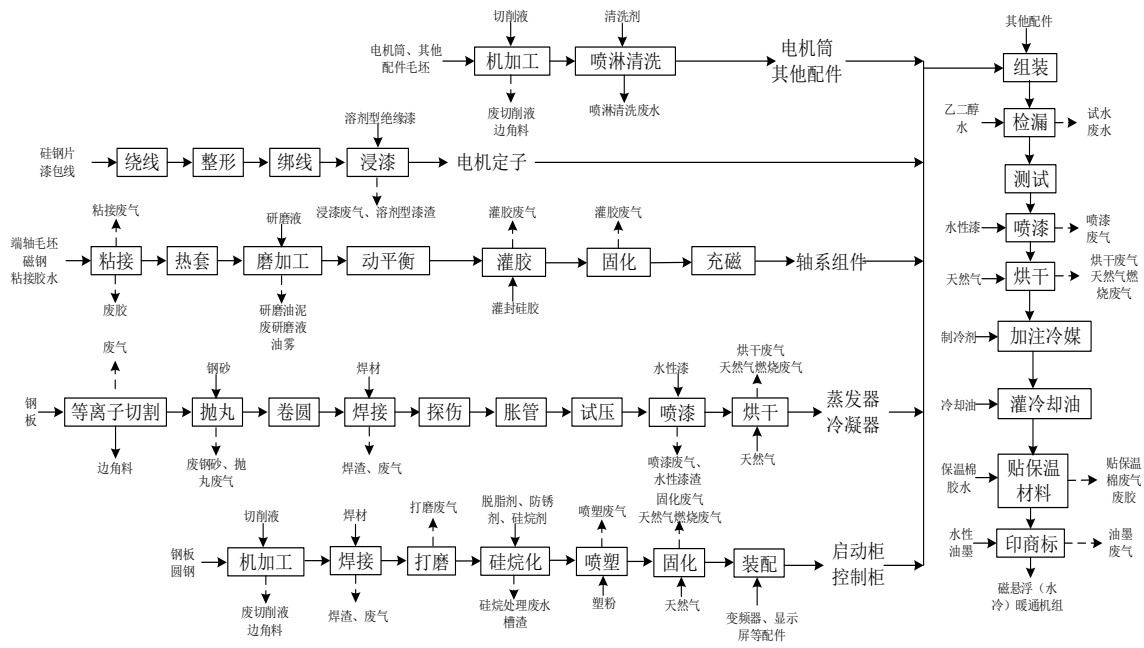 切削液
清洗剂
电机筒、其他
配件毛坯
机加工
喷淋清洗
电机筒
其他配件
废切削液
边角料
喷淋清洗废水
溶剂型绝缘漆
硅钢片
漆包线
绕线
整形
绑线
浸漆
电机定子
浸漆废气、溶剂型漆渣
粘接废气
研磨液
灌胶废气
灌胶废气
端轴毛坯
磁钢
粘接胶水
粘接
热套
磨加工
动平衡
灌胶
固化
充磁
轴系组件
废胶
研磨油泥
废研磨液
油雾
灌封硅胶
废气
钢砂
焊材
水性漆
烘干废气
天然气燃烧废气
钢
板
等离子切割
抛丸
卷圆
焊接
探伤
胀管
试压
喷漆
烘干
蒸发器
冷凝器
边角料
废钢砂、抛
丸废气
焊渣、废气
喷漆废气、
水性漆渣
天然气
切削液
焊材
打磨废气
脱脂剂、防锈
剂、硅烷剂
喷塑废气
固化废气
天然气燃烧废气
钢板
圆钢
机加工
焊接
打磨
硅烷化
喷塑
固化
装配
启动柜
控制柜
废切削液
边角料
焊渣、废气
硅烷处理废水
槽渣
塑粉
天然气
变频器、显示
屏等配件
其他配件
组装
乙二醇
水
检漏
试水
废水
测试
水性漆
喷漆
喷漆
废气
天然气
烘干
烘干废气
天然气燃
烧废气
制冷剂
加注冷媒
冷却油
灌冷却油
保温棉
胶水
贴保温
材料
贴保温
棉废气
废胶
水性
油墨
印商标
油墨
废气
磁悬浮（水
冷）暖通机组